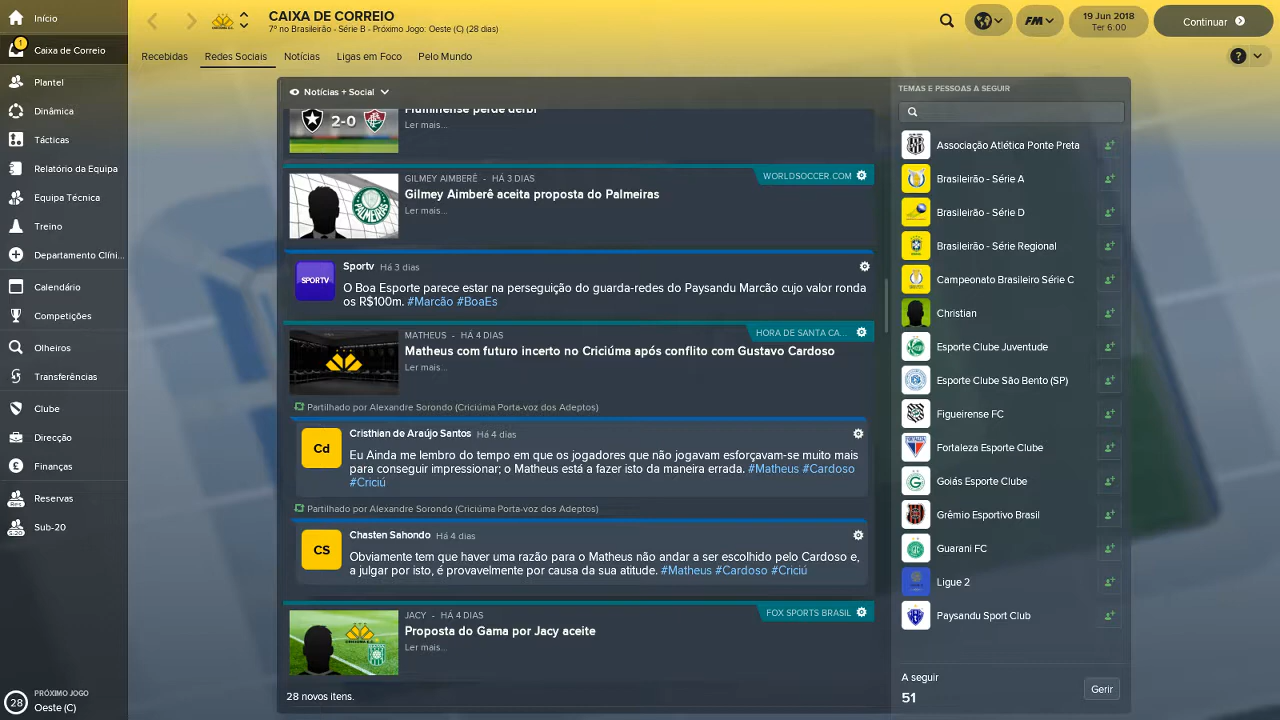 Início
1
Caixa de Correio
Plantel
Dinâmica
Tácticas
Relatório da Equipa
Equipa Técnica
Treino
Departamento Clíni...
Calendário
Competições
Olheiros
Transferências
Clube
Direcção
Finanças
Res
Reservas
S20
Sub-20
28
PRÓXIMO JOGO
Oeste (C)
CAIXA DE CORREIO
7º no Brasileirão - Série B - Próximo Jogo: Oeste (C) (28 dias)
FM
19 Jun 2018
Ter 6:00
Continuar
Recebidas
Redes Sociais
Notícias
Ligas em Foco
Pelo Mundo
?
Notícias + Social
2-0
Fluminense perde derbi
Ler mais...
GILMEY AIMBERÊ - HÁ 3 DIAS
WORLDSOCCER.COM
Gilmey Aimberê aceita proposta do Palmeiras
Ler mais...
PALMEIRAS
SPORTV
Sportv Há 3 dias
O Boa Esporte parece estar na perseguição do guarda-redes do Paysandu Marcão cujo valor ronda
os R$100m. #Marcão #BoaEs
MATHEUS - HÁ 4 DIAS
HORA DE SANTA CA...
Matheus com futuro incerto no Criciúma após conflito com Gustavo Cardoso
Ler mais...
Partilhado por Alexandre Sorondo (Criciúma Porta-voz dos Adeptos)
Cd
Cristhian de Araújo Santos Há 4 dias
Eu Ainda me lembro do tempo em que os jogadores que não jogavam esforçavam-se muito mais
para conseguir impressionar; o Matheus está a fazer isto da maneira errada. #Matheus #Cardoso
#Criciú
Partilhado por Alexandre Sorondo (Criciúma Porta-voz dos Adeptos)
CS
Chasten Sahondo Há 4 dias
Obviamente tem que haver uma razão para o Matheus não andar a ser escolhido pelo Cardoso e,
a julgar por isto, é provavelmente por causa da sua atitude. #Matheus #Cardoso #Criciú
JACY - HÁ 4 DIAS
FOX SPORTS BRASIL
Proposta do Gama por Jacy aceite
Ler mais...
28 novos itens.
TEMAS E PESSOAS A SEGUIR
Associação Atlética Ponte Preta
Brasileirão - Série A
Brasileirão - Série D
Brasileirão - Série Regional
Campeonato Brasileiro Série C
Christian
Esporte Clube Juventude
Esporte Clube São Bento (SP)
Figueirense FC
Fortaleza Esporte Clube
Goiás Esporte Clube
Grêmio Esportivo Brasil
Guarani FC
Ligue 2
Paysandu Sport Club
A seguir
51
Gerir